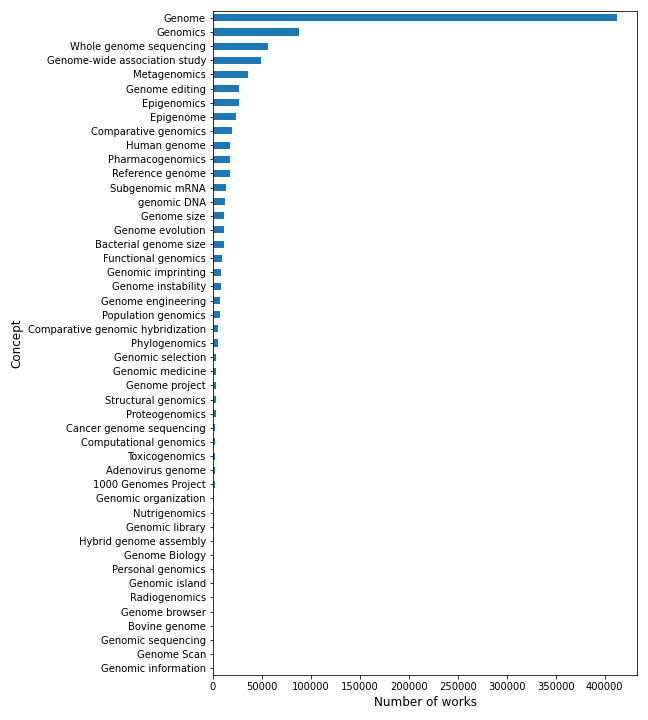 Genome
Genomics
Whole genome sequencing
Genome-wide association study
Metagenomics
Genome editing
Epigenomics
Epigenome
Comparative genomics
Human genome
Pharmacogenomics
Reference genome
Subgenomic mRNA
genomic DNA
Genome size
Genome evolution
Bacterial genome size
Functional genomics
Genomic imprinting
Genome instability
Genome engineering
Population genomics
Comparative genomic hybridization
Phylogenomics
Genomic selection
Genomic medicine
Genome project
Structural genomics
Proteogenomics
Cancer genome sequencing
Computational genomics
Toxicogenomics
Adenovirus genome
1000 Genomes Project
Genomic organization
Nutrigenomics
Genomic library
Hybrid genome assembly
Genome Biology
Personal genomics
Genomic island
Radiogenomics
Genome browser
Bovine genome
Genomic sequencing
Genome Scan
Genomic information
Concept
0 50000 100000 150000 200000 250000 300000 350000 400000
Number of works